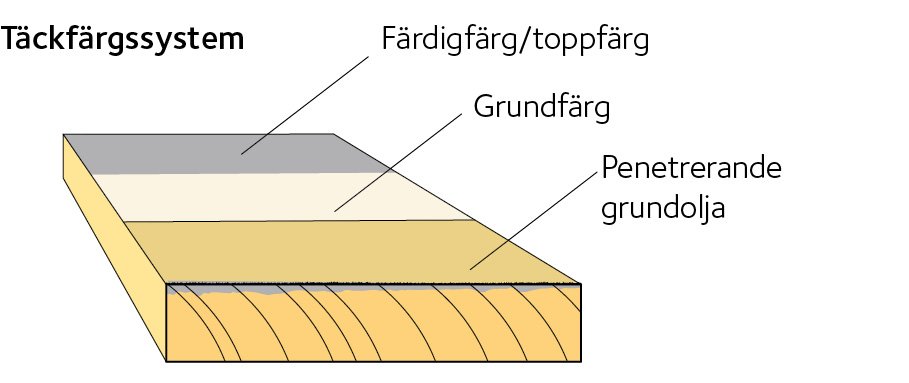 Täckfärgssystem
Färdigfärg/toppfärg
Grundfärg
Penetrerande
grundolja